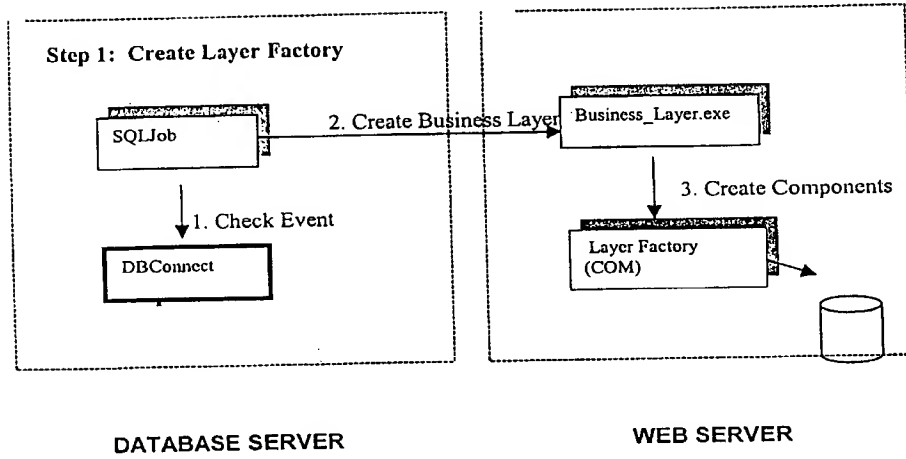 Step 1: Create Layer Factory
SQLJob
2. Create Business Layer
Business_Layer.exe
1. Check Event
3. Create Components
DBConnect
Layer Factory
(COM)
DATABASE SERVER
WEB SERVER